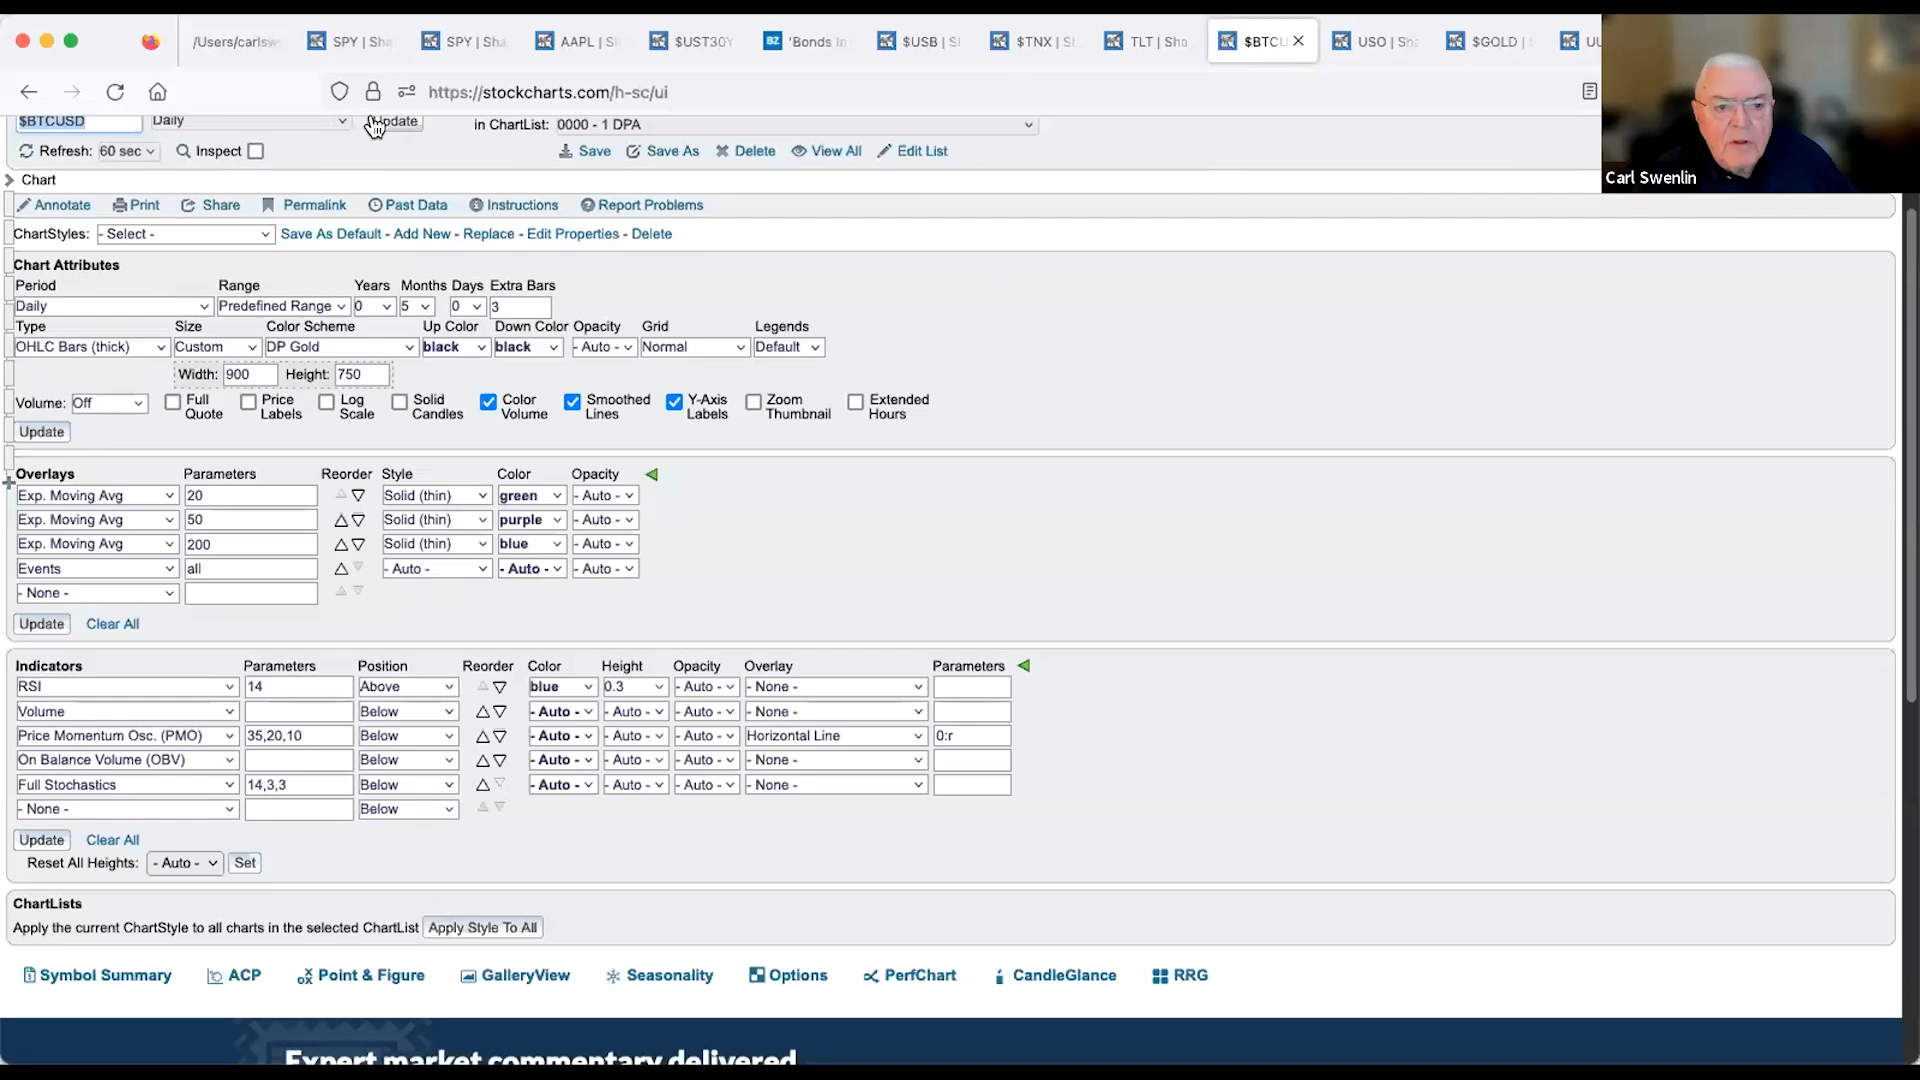 /Users/carlsw
SPY | Sha
SPY | Sha
AAPL | S
$UST30Y
BZ
'Bonds In
$USB | S
$TNX | S
TLT | Sho
$BTCU
USO | Sha
$GOLD |
UU
https://stockcharts.com/h-sc/ui
Carl Swenlin
$BTCUSD
Daily
Update
in ChartList:
0000 - 1 DPA
Refresh: 60 sec
Inspect
Save
Save As
Delete
View All
Edit List
Chart
Annotate
Print
Share
Permalink
Past Data
Instructions
Report Problems
ChartStyles:
- Select -
Save As Default - Add New - Replace - Edit Properties - Delete
Chart Attributes
Period Range Years Months Days Extra Bars
Daily Predefined Range 0 5 0 3
Type Size Color Scheme Up Color Down Color Opacity Grid Legends
OHLC Bars (thick) Custom DP Gold black black - Auto - Normal Default
Width: 900 Height: 750
Volume: Off Full Quote Price Labels Log Scale Solid Candles Color Volume Smoothed Lines Y-Axis Labels Zoom Thumbnail Extended Hours
Update
Overlays Parameters Reorder Style Color Opacity
Exp. Moving Avg 20 Solid (thin) green - Auto -
Exp. Moving Avg 50 Solid (thin) purple - Auto -
Exp. Moving Avg 200 Solid (thin) blue - Auto -
Events all - Auto - - Auto - - Auto -
- None -
Update Clear All
Indicators Parameters Position Reorder Color Height Opacity Overlay Parameters
RSI 14 Above blue 0.3 - Auto - - None -
Volume Below - Auto - - Auto - - Auto - - None -
Price Momentum Osc. (PMO) 35,20,10 Below - Auto - - Auto - - Auto - Horizontal Line 0:r
On Balance Volume (OBV) Below - Auto - - Auto - - Auto - - None -
Full Stochastics 14,3,3 Below - Auto - - Auto - - Auto - - None -
- None - Below
Update Clear All
Reset All Heights: - Auto - Set
ChartLists
Apply the current ChartStyle to all charts in the selected ChartList Apply Style To All
Symbol Summary ACP Point & Figure GalleryView Seasonality Options PerfChart CandleGlance RRG
Expert market commentary delivered